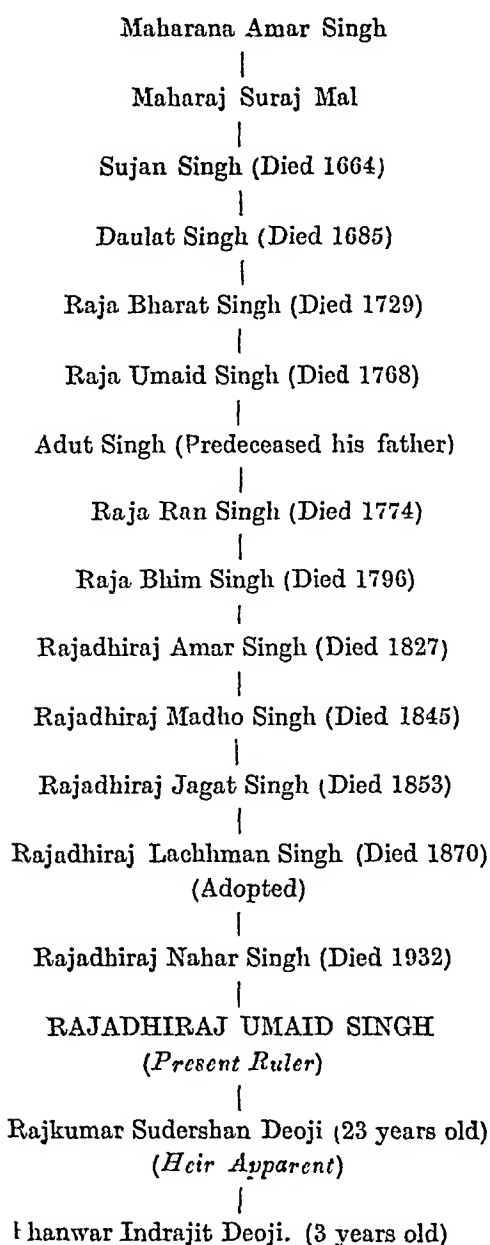 Maharana Amar Singh
Maharaj Suraj Mal
Sujan Singh (Died 1664)
Daulat Singh (Died 1685)
Raja Bharat Singh (Died 1729)
Raja Umaid Singh (Died 1768)
Adut Singh (Predeceased his father)
Raja Ran Singh (Died 1774)
Raja Bhim Singh (Died 1796)
Rajadhiraj Amar Singh (Died 1827)
Rajadhiraj Madho Singh (Died 1845)
Rajadhiraj Jagat Singh (Died 1853)
Rajadhiraj Lachhman Singh (Died 1870)
(Adopted)
Rajadhiraj Nahar Singh (Died 1932)
RAJADHIRAJ UMAID SINGH
(Present Ruler)
Rajkumar Sudershan Deoji (23 years old)
(Heir Apparent)
Bhanwar Indrajit Deoji. (3 years old)